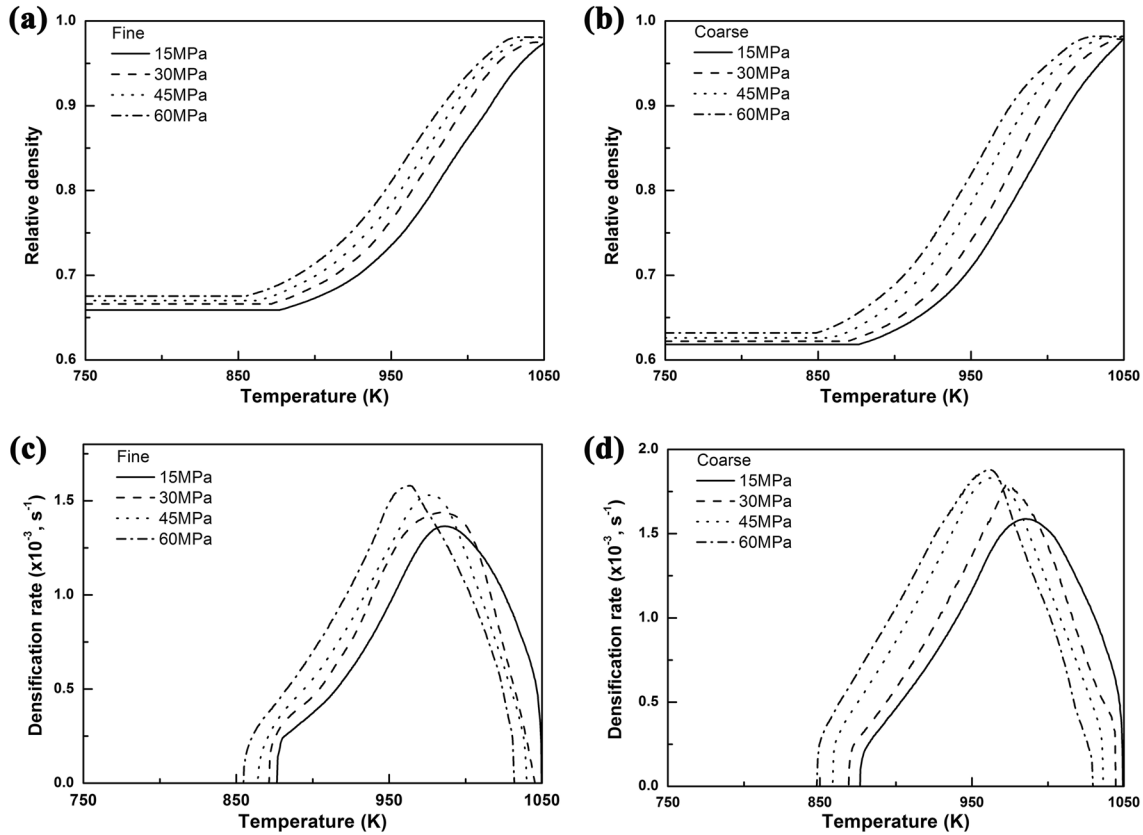 (a)
Fine
15MPa
30MPa
45MPa
60MPa
1.0
0.9
0.8
0.7
0.6
Relative density
750
850
950
1050
Temperature (K)
(b)
Coarse
15MPa
30MPa
45MPa
60MPa
1.0
0.9
0.8
0.7
0.6
Relative density
750
850
950
1050
Temperature (K)
(c)
Fine
15MPa
30MPa
45MPa
60MPa
1.5
1.0
0.5
0.0
Densification rate (x10⁻³, s⁻¹)
750
850
950
1050
Temperature (K)
(d)
Coarse
15MPa
30MPa
45MPa
60MPa
2.0
1.5
1.0
0.5
0.0
Densification rate (x10⁻³, s⁻¹)
750
850
950
1050
Temperature (K)